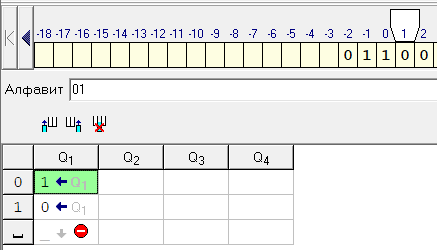 -18 -17 -16 -15 -14 -13 -12 -11 -10 -9 -8 -7 -6 -5 -4 -3 -2 -1 0 1 2
0 1 1 0 0
Алфавит 01
Q1 Q2 Q3 Q4
0 1 ← Q1
1 0 ← Q1
_ ↓